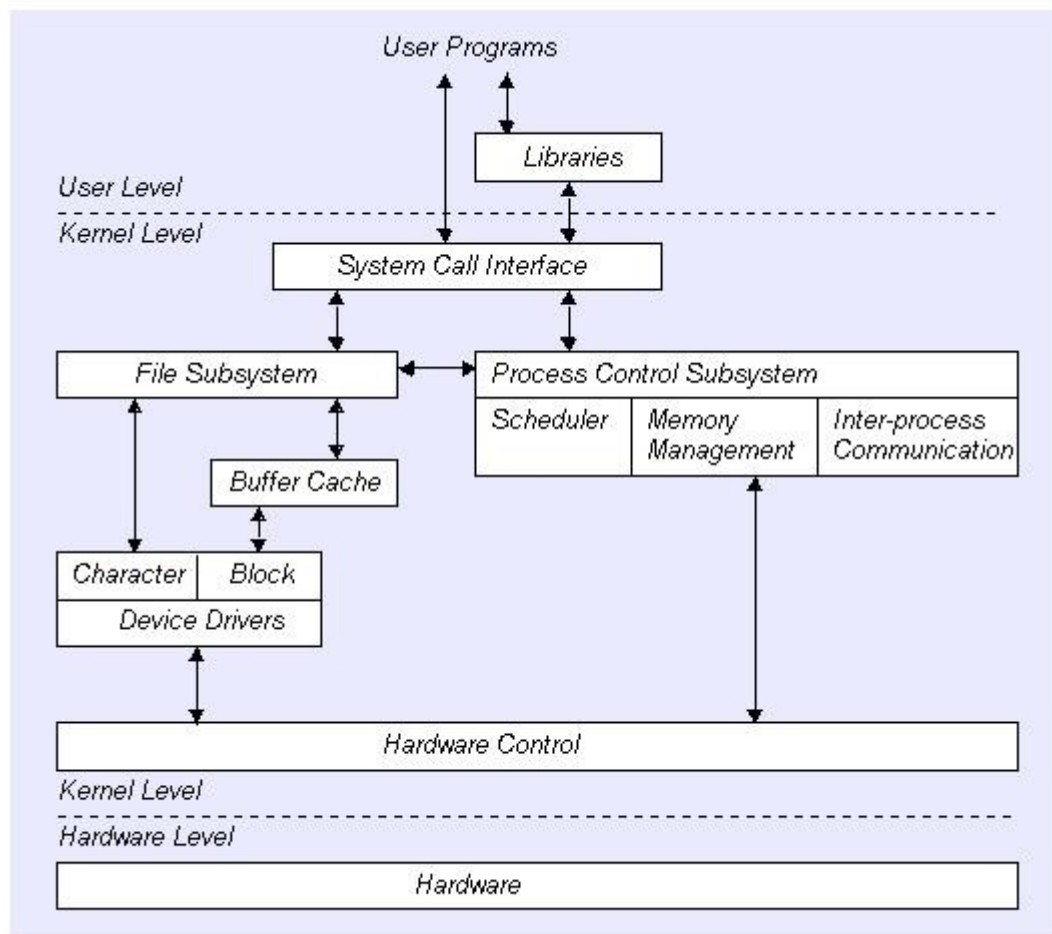 User Programs
Libraries
User Level
Kernel Level
System Call Interface
File Subsystem
Process Control Subsystem
Scheduler
Memory
Management
Inter-process
Communication
Buffer Cache
Character
Block
Device Drivers
Hardware Control
Kernel Level
Hardware Level
Hardware